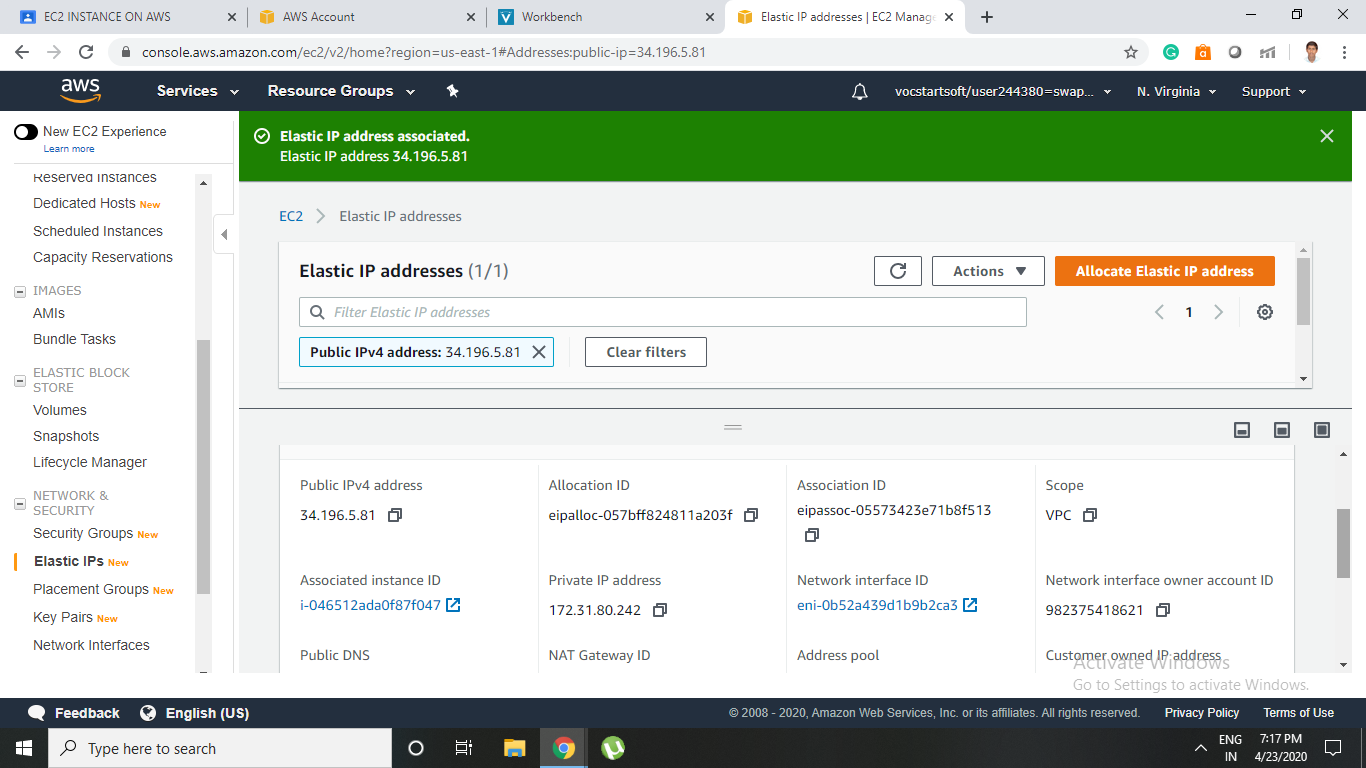 EC2 INSTANCE ON AWS
AWS Account
Workbench
Elastic IP addresses | EC2 Manage
console.aws.amazon.com/ec2/v2/home?region=us-east-1#Addresses:public-ip=34.196.5.81
aws
Services
Resource Groups
vocstartsoft/user244380=swap...
N. Virginia
Support
New EC2 Experience
Learn more
Reserved Instances
Dedicated Hosts New
Scheduled Instances
Capacity Reservations
IMAGES
AMIs
Bundle Tasks
ELASTIC BLOCK
STORE
Volumes
Snapshots
Lifecycle Manager
NETWORK &
SECURITY
Security Groups New
Elastic IPs New
Placement Groups New
Key Pairs New
Network Interfaces
Elastic IP address associated.
Elastic IP address 34.196.5.81
EC2
Elastic IP addresses
Elastic IP addresses (1/1)
Actions
Allocate Elastic IP address
Filter Elastic IP addresses
1
Public IPv4 address: 34.196.5.81
Clear filters
Public IPv4 address
34.196.5.81
Allocation ID
eipalloc-057bff824811a203f
Association ID
eipassoc-05573423e71b8f513
Scope
VPC
Associated instance ID
i-046512ada0f87f047
Private IP address
172.31.80.242
Network interface ID
eni-0b52a439d1b9b2ca3
Network interface owner account ID
982375418621
Public DNS
NAT Gateway ID
Address pool
Customer owned IP address
Activate Windows
Go to Settings to activate Windows.
Feedback
English (US)
© 2008 - 2020, Amazon Web Services, Inc. or its affiliates. All rights reserved.
Privacy Policy
Terms of Use
Type here to search
ENG
IN
7:17 PM
4/23/2020